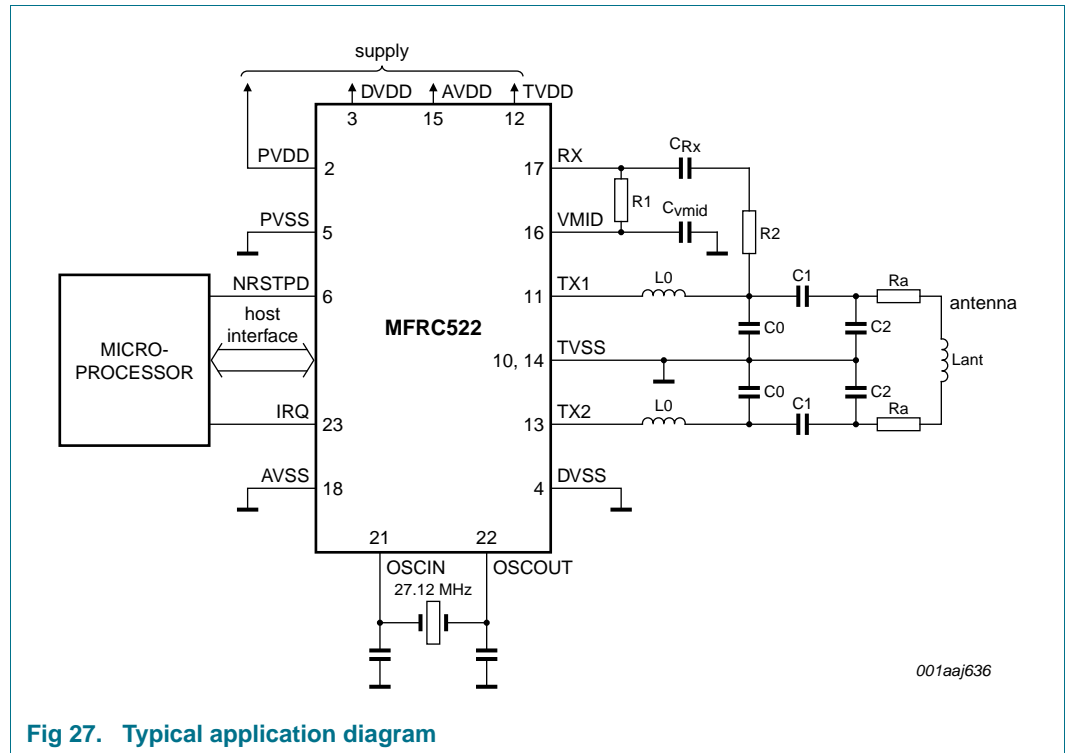 supply
DVDD AVDD TVDD
3 15 12
PVDD 2
17 RX
CRx
R1
Cvmid
R2
PVSS 5
16 VMID
NRSTPD 6
11 TX1
L0
C1
Ra
antenna
host
interface
MFRC522
C0
C2
MICRO-
PROCESSOR
10, 14 TVSS
Lant
C0
C2
IRQ 23
13 TX2
L0
C1
Ra
AVSS 18
4 DVSS
21 22
OSCIN OSCOUT
27.12 MHz
001aaj636
Fig 27. Typical application diagram